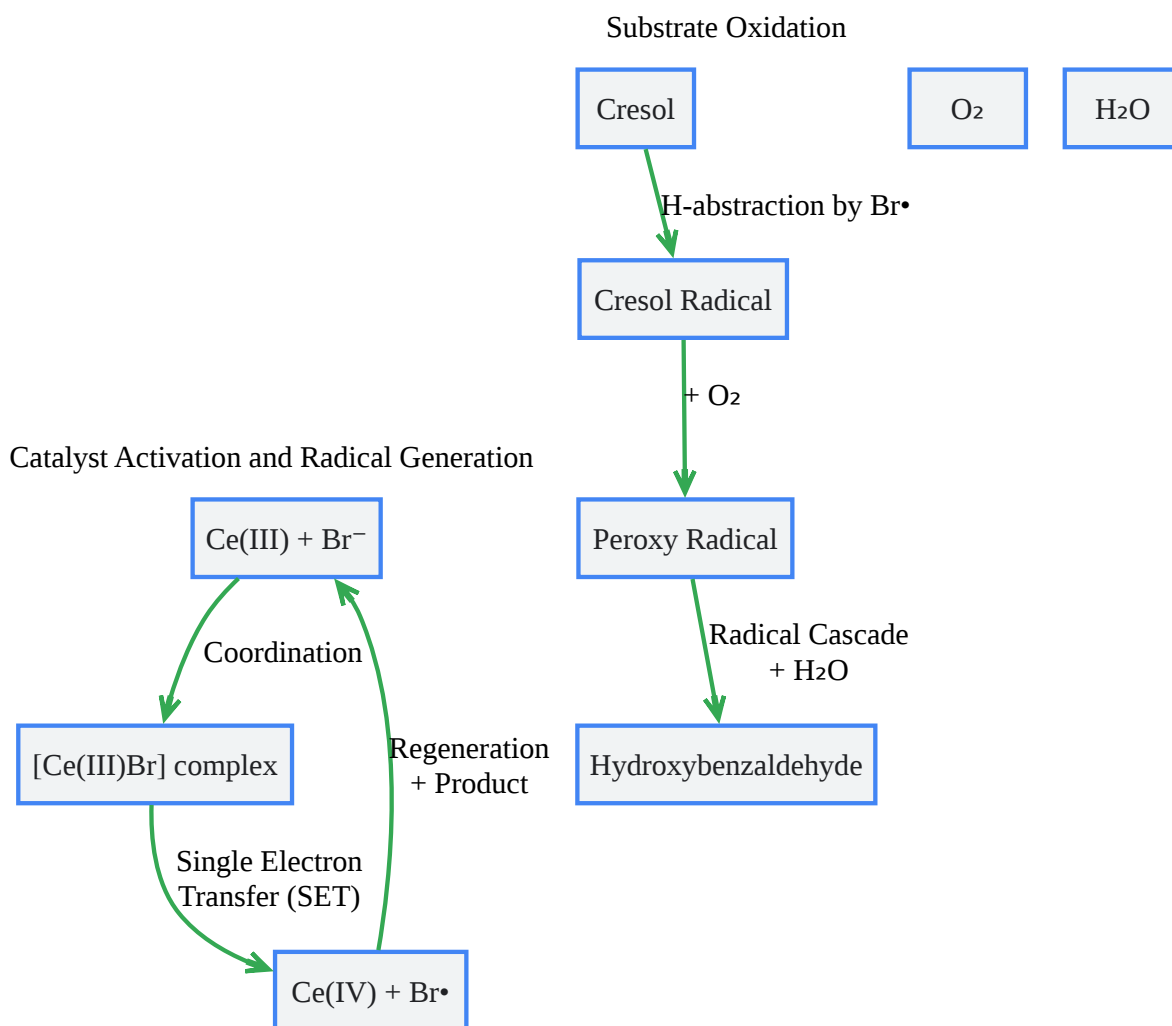 Substrate Oxidation
Cresol
O₂
H₂O
H-abstraction by Br•
Cresol Radical
+ O₂
Catalyst Activation and Radical Generation
Ce(III) + Br⁻
Peroxy Radical
Coordination
Radical Cascade
+ H₂O
[Ce(III)Br] complex
Regeneration
+ Product
Hydroxybenzaldehyde
Single Electron
Transfer (SET)
Ce(IV) + Br•